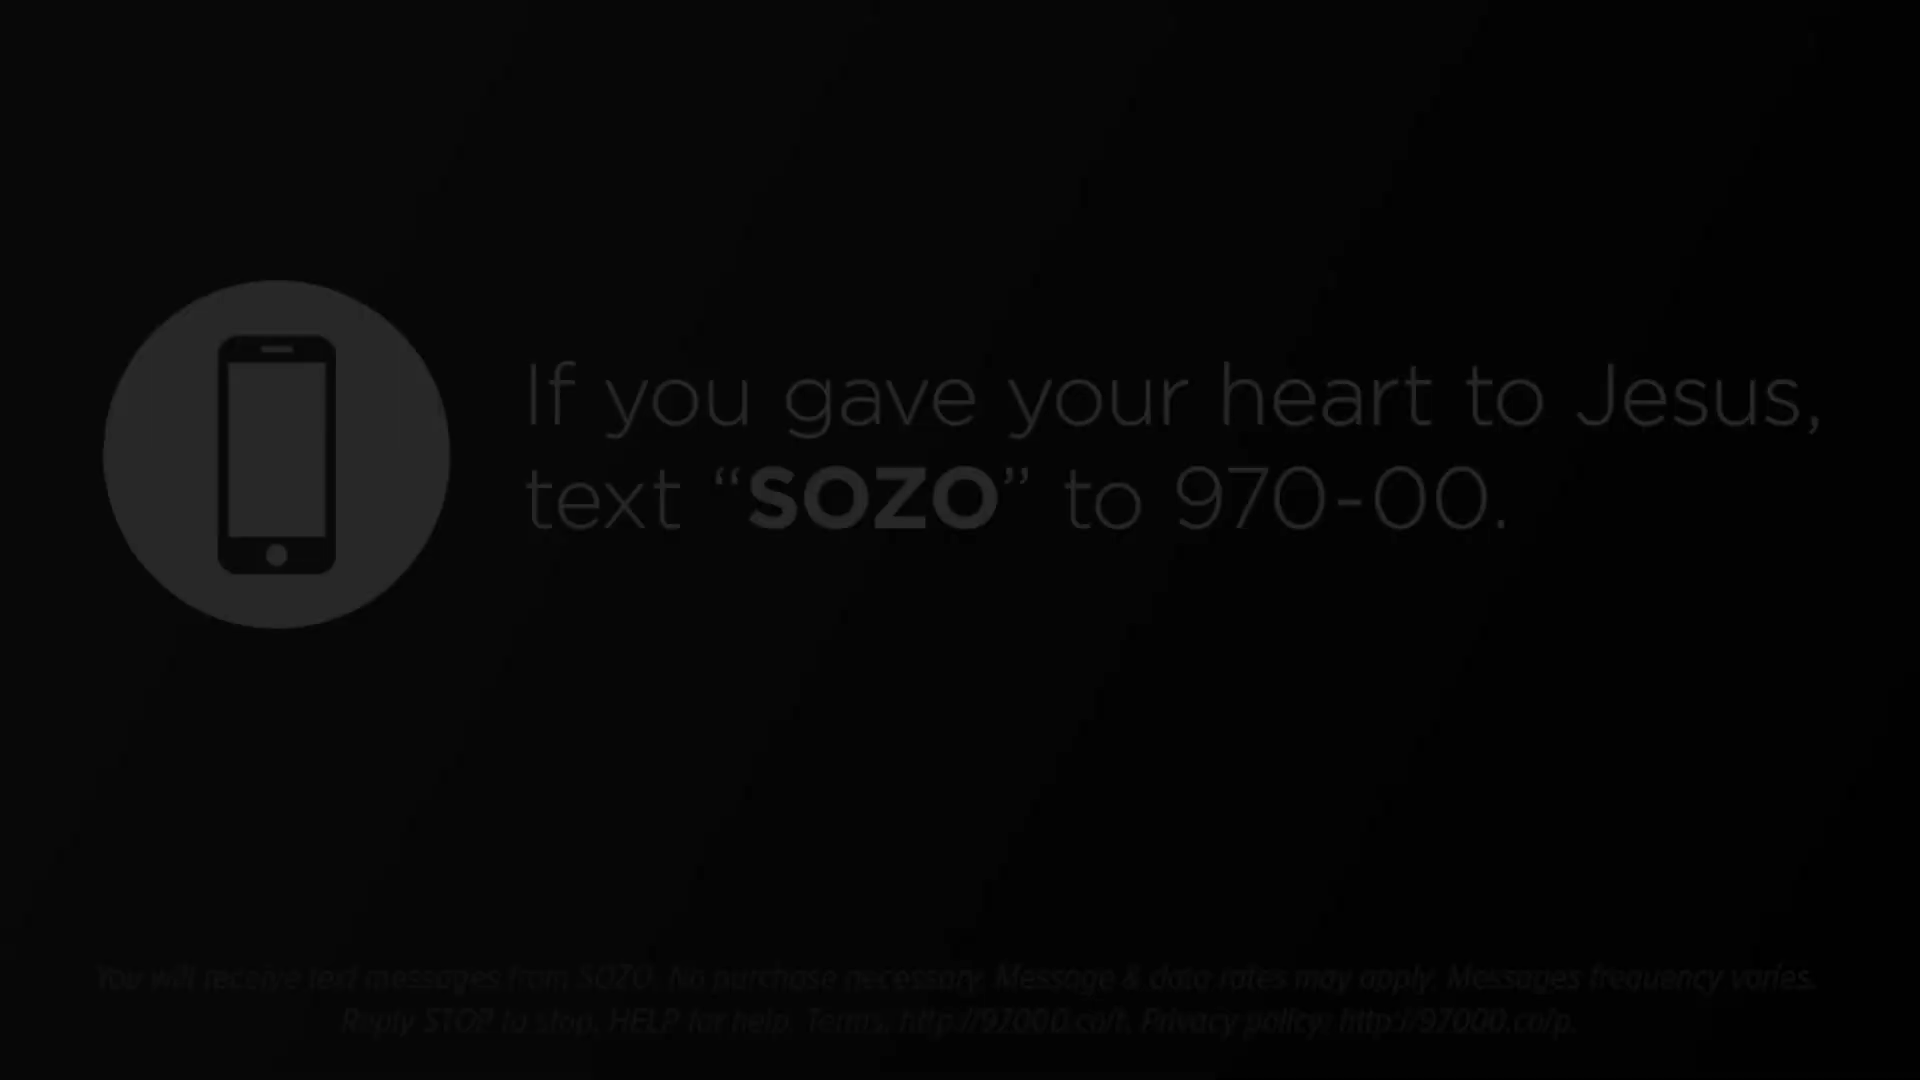 If you gave your heart to Jesus,
text “SOZO” to 970-00.
You will receive text messages from SOZO. No purchase necessary. Message & data rates may apply. Messages frequency varies.
Reply STOP to stop, HELP for help. Terms: http://97000.co/t. Privacy policy: http://97000.co/p.